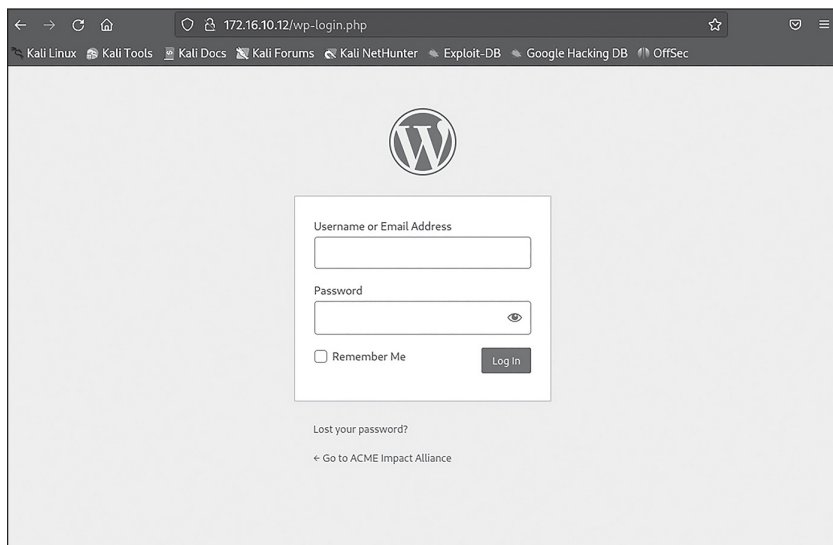 172.16.10.12/wp-login.php
Kali Linux Kali Tools Kali Docs Kali Forums Kali NetHunter Exploit-DB Google Hacking DB OffSec
W
Username or Email Address
Password
Remember Me Log In
Lost your password?
← Go to ACME Impact Alliance